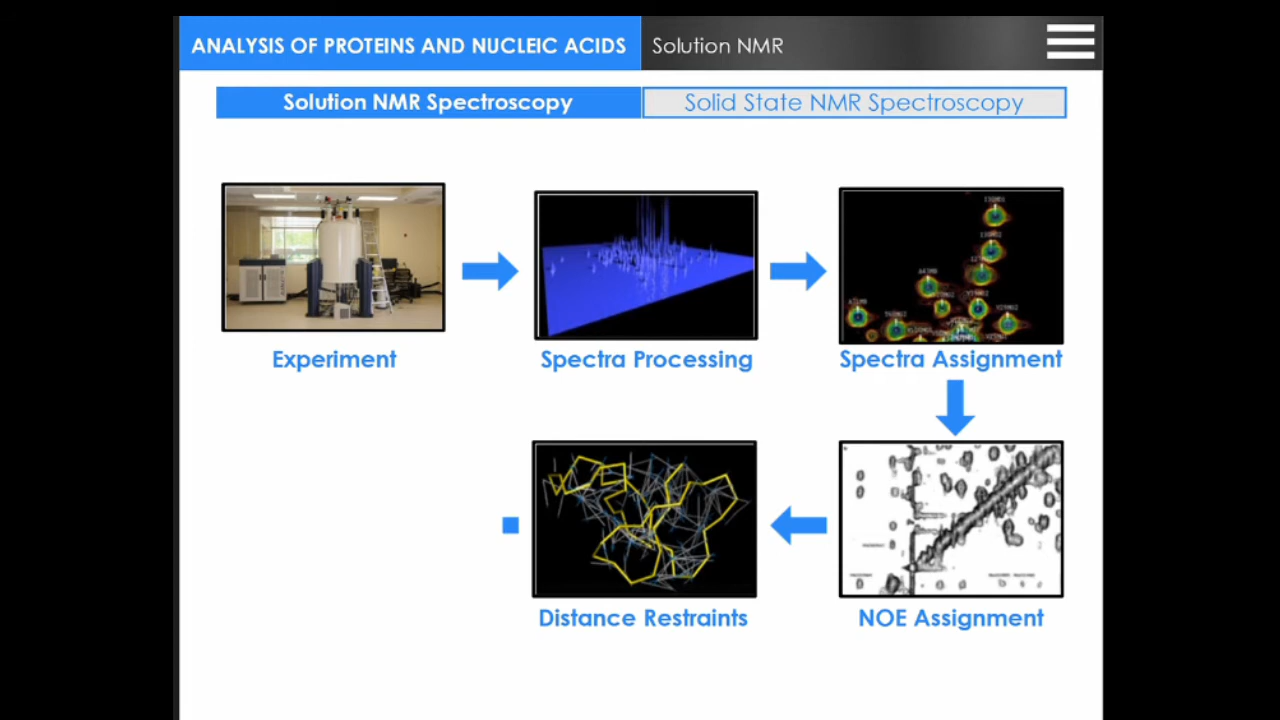 ANALYSIS OF PROTEINS AND NUCLEIC ACIDS
Solution NMR
Solution NMR Spectroscopy
Solid State NMR Spectroscopy
Experiment
Spectra Processing
Spectra Assignment
Distance Restraints
NOE Assignment